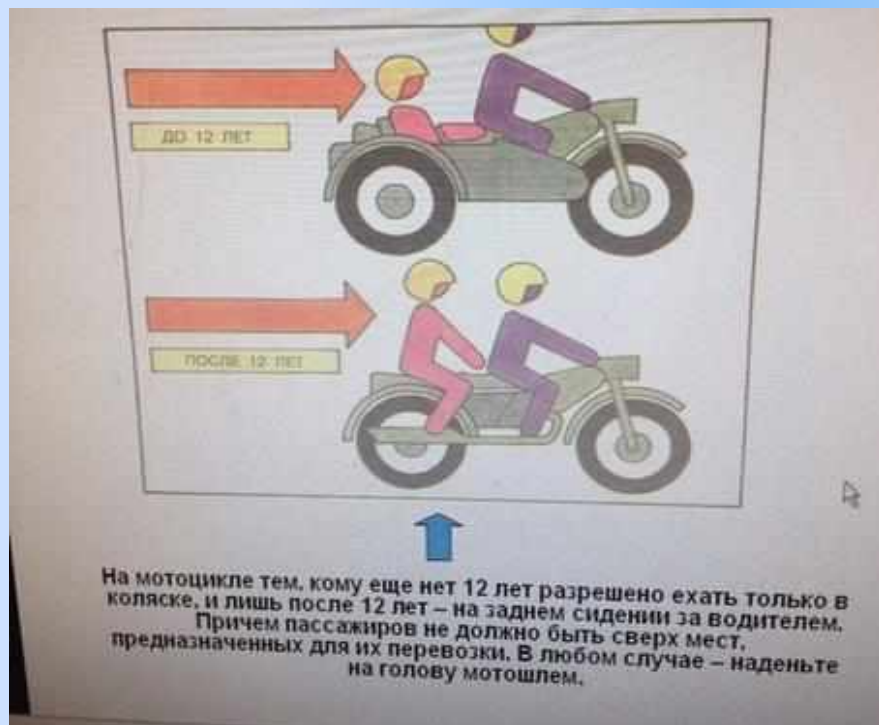 ДО 12 ЛЕТ
ПОСЛЕ 12 ЛЕТ
На мотоцикле тем, кому еще нет 12 лет разрешено ехать только в
коляске, и лишь после 12 лет – на заднем сидении за водителем.
Причем пассажиров не должно быть сверх мест,
предназначенных для их перевозки. В любом случае – наденьте
на голову мотошлем.